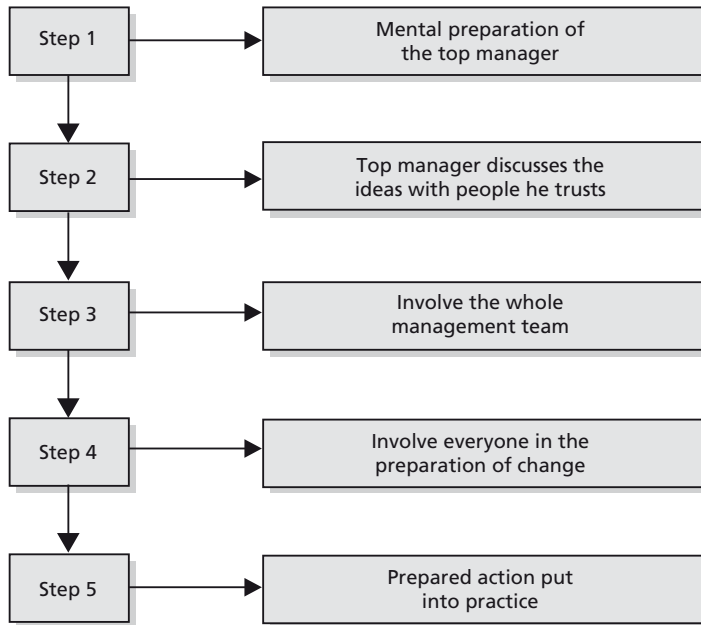 Step 1
Mental preparation of
the top manager
Step 2
Top manager discusses the
ideas with people he trusts
Step 3
Involve the whole
management team
Step 4
Involve everyone in the
preparation of change
Step 5
Prepared action put
into practice